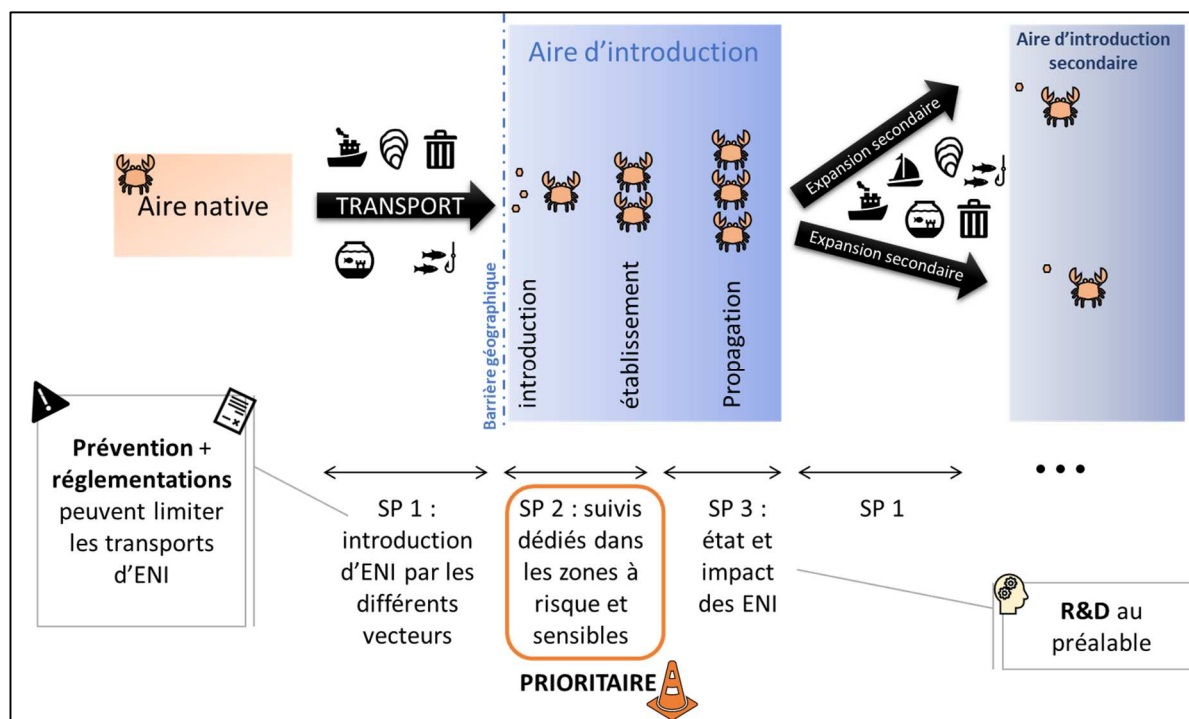 Aire d'introduction
Aire d'introduction
secondaire
Aire native
TRANSPORT
Barrière géographique
introduction
établissement
Propagation
Expansion secondaire
Expansion secondaire
Prévention +
réglementations
peuvent limiter
les transports
d'ENI
SP 1 :
introduction
d'ENI par les
différents
vecteurs
SP 2 : suivis
dédiés dans
les zones à
risque et
sensibles
PRIORITAIRE
SP 3 :
état et
impact
des ENI
SP 1
...
R&D au
préalable